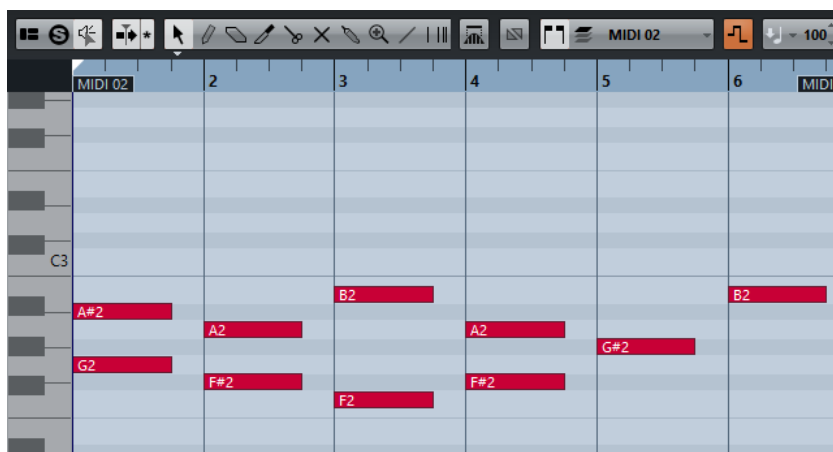 S * MIDI 02 100
MIDI 02 2 3 4 5 6 MIDI
C3
B2 B2
A#2
A2 A2
G#2
G2
F#2 F#2
F2